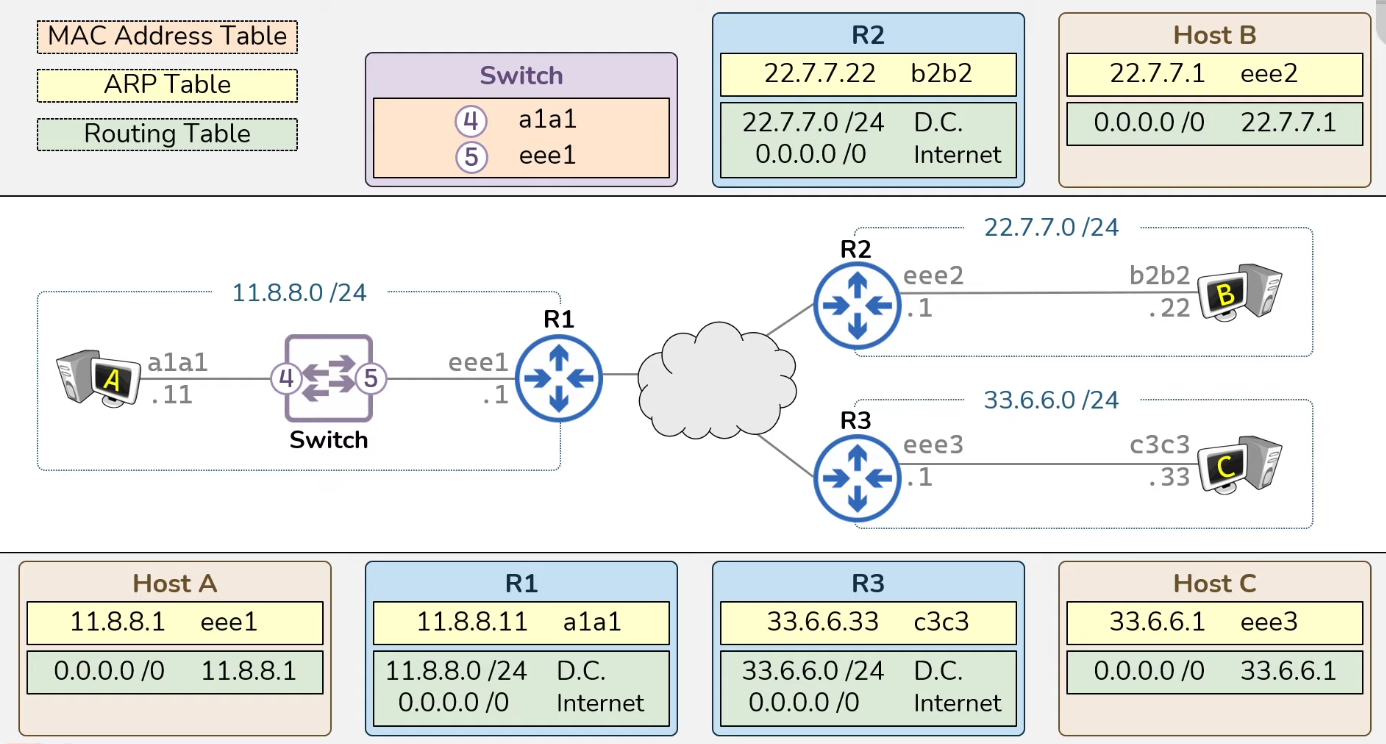 MAC Address Table
ARP Table
Routing Table
Switch
4 a1a1
5 eee1
R2
22.7.7.22 b2b2
22.7.7.0 /24 D.C.
0.0.0.0 /0 Internet
Host B
22.7.7.1 eee2
0.0.0.0 /0 22.7.7.1
11.8.8.0 /24
A
a1a1
.11
4
5
Switch
eee1
.1
R1
22.7.7.0 /24
R2
eee2
.1
b2b2
.22
B
33.6.6.0 /24
R3
eee3
.1
c3c3
.33
C
Host A
11.8.8.1 eee1
0.0.0.0 /0 11.8.8.1
R1
11.8.8.11 a1a1
11.8.8.0 /24 D.C.
0.0.0.0 /0 Internet
R3
33.6.6.33 c3c3
33.6.6.0 /24 D.C.
0.0.0.0 /0 Internet
Host C
33.6.6.1 eee3
0.0.0.0 /0 33.6.6.1